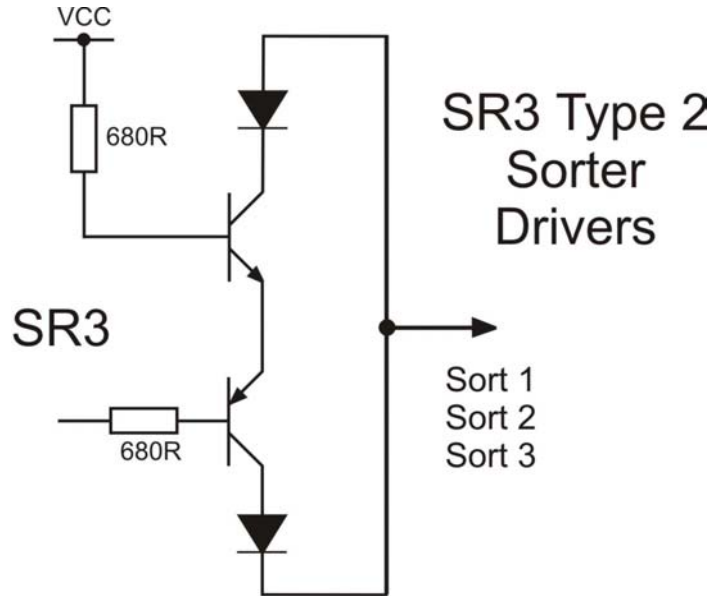 VCC
680R
SR3 Type 2
Sorter
Drivers
SR3
680R
Sort 1
Sort 2
Sort 3